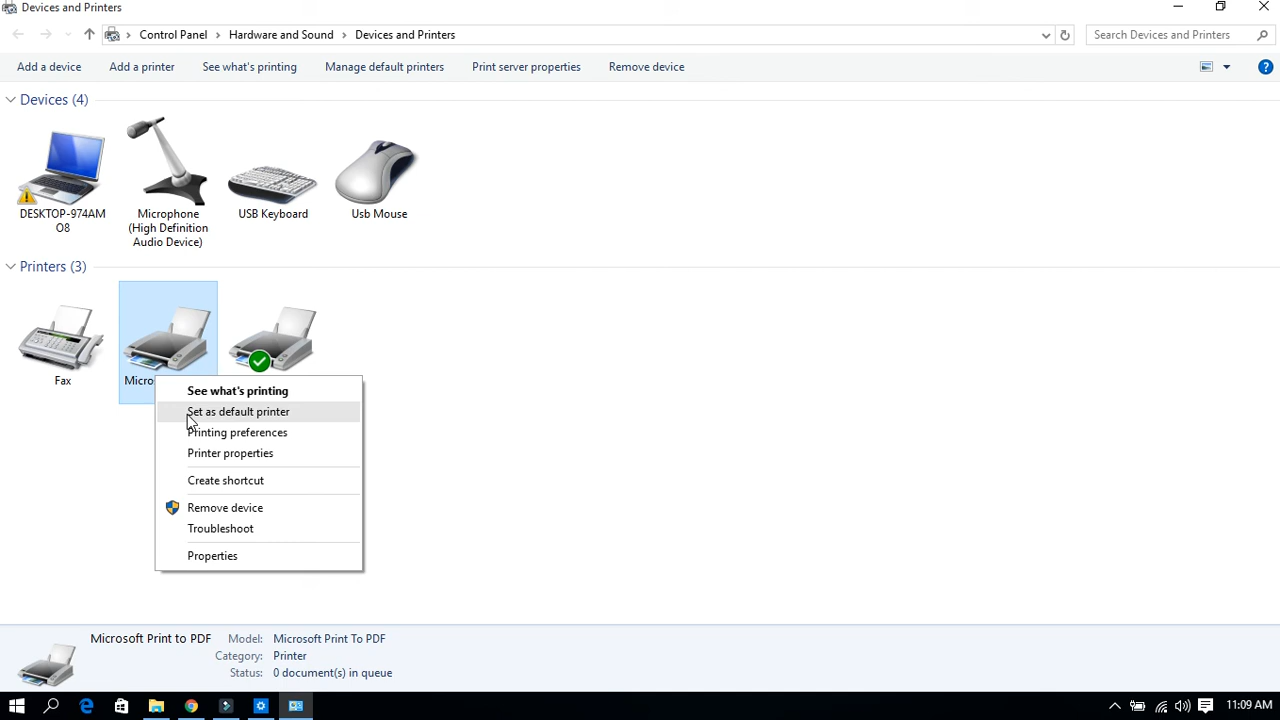 Devices and Printers
Control Panel > Hardware and Sound > Devices and Printers
Search Devices and Printers
Add a device
Add a printer
See what's printing
Manage default printers
Print server properties
Remove device
Devices (4)
DESKTOP-974AM
O8
Microphone
(High Definition
Audio Device)
USB Keyboard
Usb Mouse
Printers (3)
Fax
Micro
See what's printing
Set as default printer
Printing preferences
Printer properties
Create shortcut
Remove device
Troubleshoot
Properties
Microsoft Print to PDF
Model: Microsoft Print To PDF
Category: Printer
Status: 0 document(s) in queue
11:09 AM